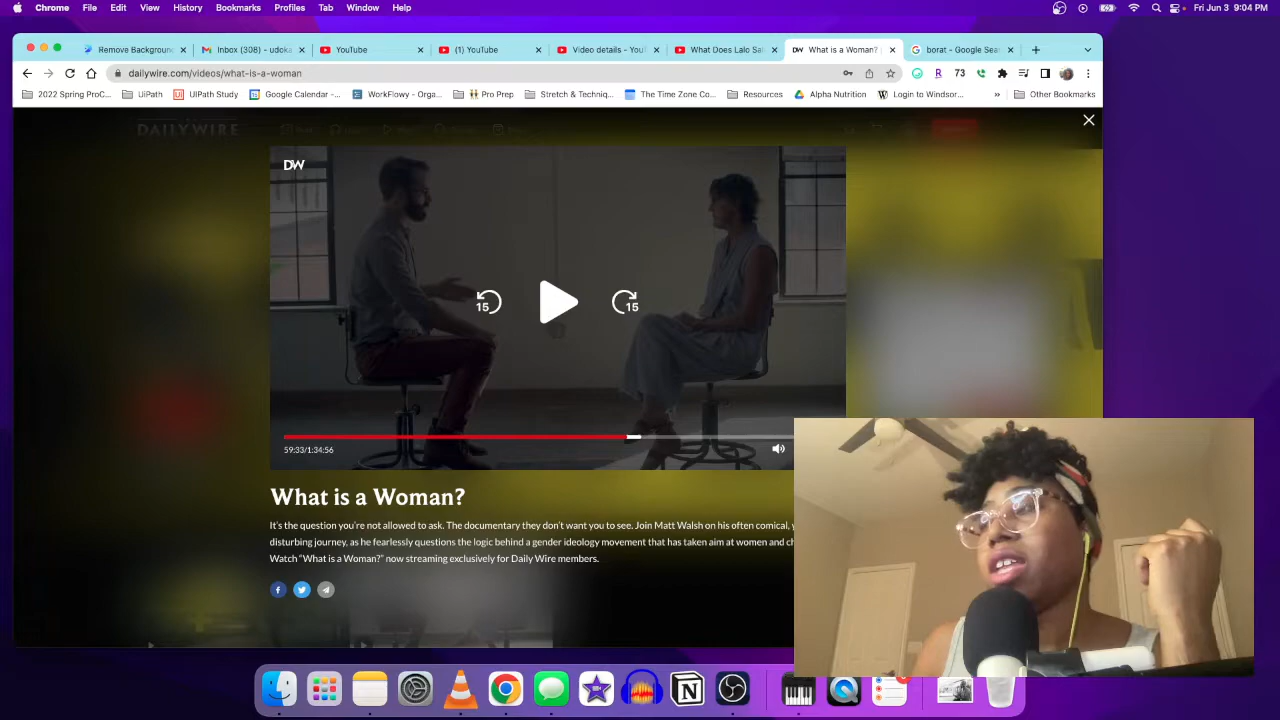 Chrome File Edit View History Bookmarks Profiles Tab Window Help Fri Jun 3 9:04 PM
Remove Background Inbox (308) - udoka YouTube (1) YouTube Video details - You What Does Lalo Sal What is a Woman? borat - Google Sea
dailywire.com/videos/what-is-a-woman 73
2022 Spring ProC... UiPath UiPath Study Google Calendar -... WorkFlowy - Orga... Pro Prep Stretch & Techniq... The Time Zone Co... Resources Alpha Nutrition Login to Windsor... » Other Bookmarks
DAILYWIRE
DW
15 15
59:33/1:34:56
What is a Woman?
It's the question you're not allowed to ask. The documentary they don't want you to see. Join Matt Walsh on his often comical,
disturbing journey, as he fearlessly questions the logic behind a gender ideology movement that has taken aim at women and ch
Watch "What is a Woman?" now streaming exclusively for Daily Wire members.